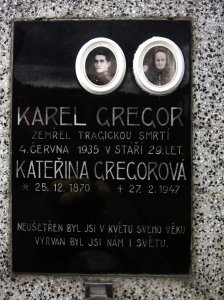 KAREL GREGOR
ZEMŘEL TRAGICKOU SMRTÍ
4. ČERVNA 1935 V STÁŘÍ 29 LET.
KATEŘINA GREGOROVÁ
* 25. 12. 1870 + 27. 2. 1947
NEUŠETŘEN BYL JSI V KVĚTU SVÉHO VĚKU
VYRVAN BYL JSI NÁM I SVĚTU.